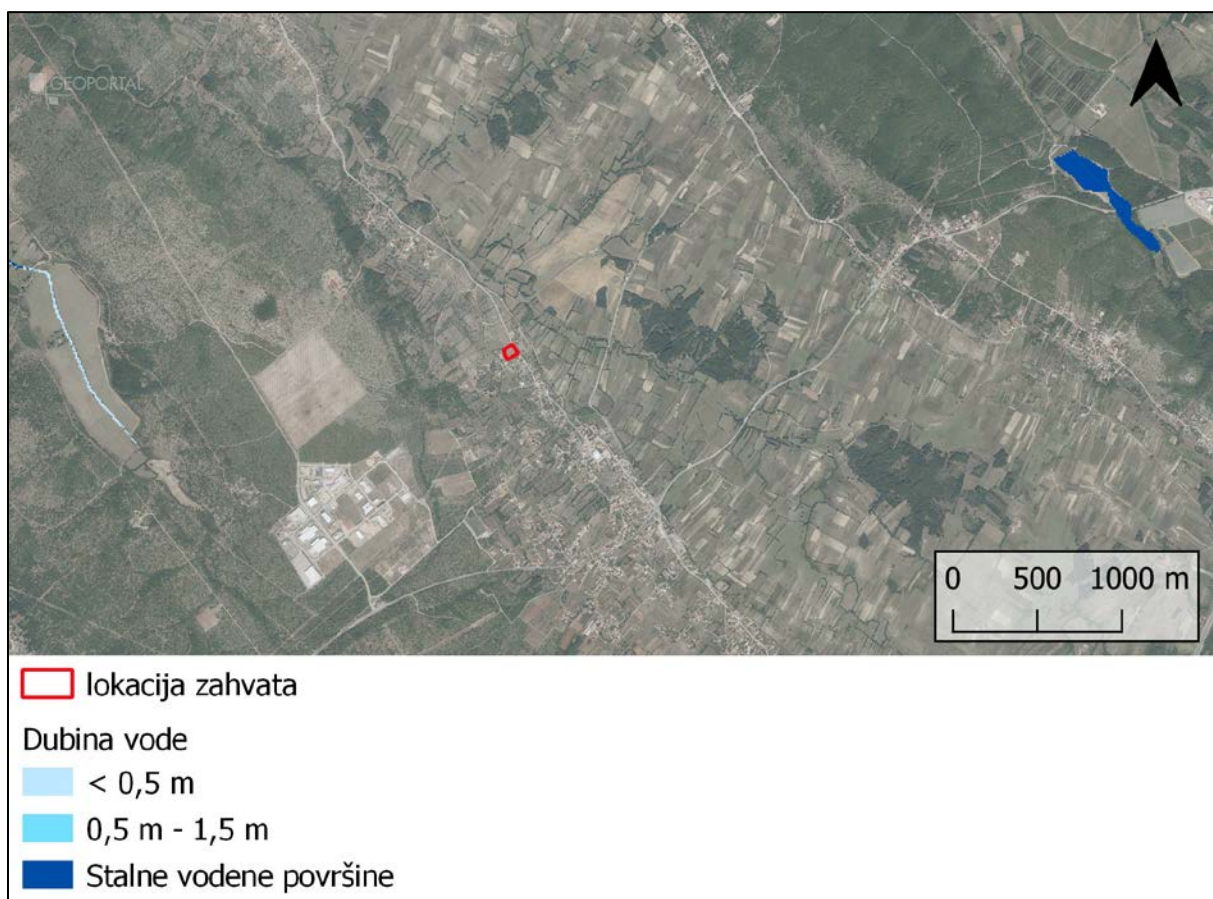 GEOPORTAL
0 500 1000 m
lokacija zahvata
Dubina vode
< 0,5 m
0,5 m - 1,5 m
Stalne vodene površine